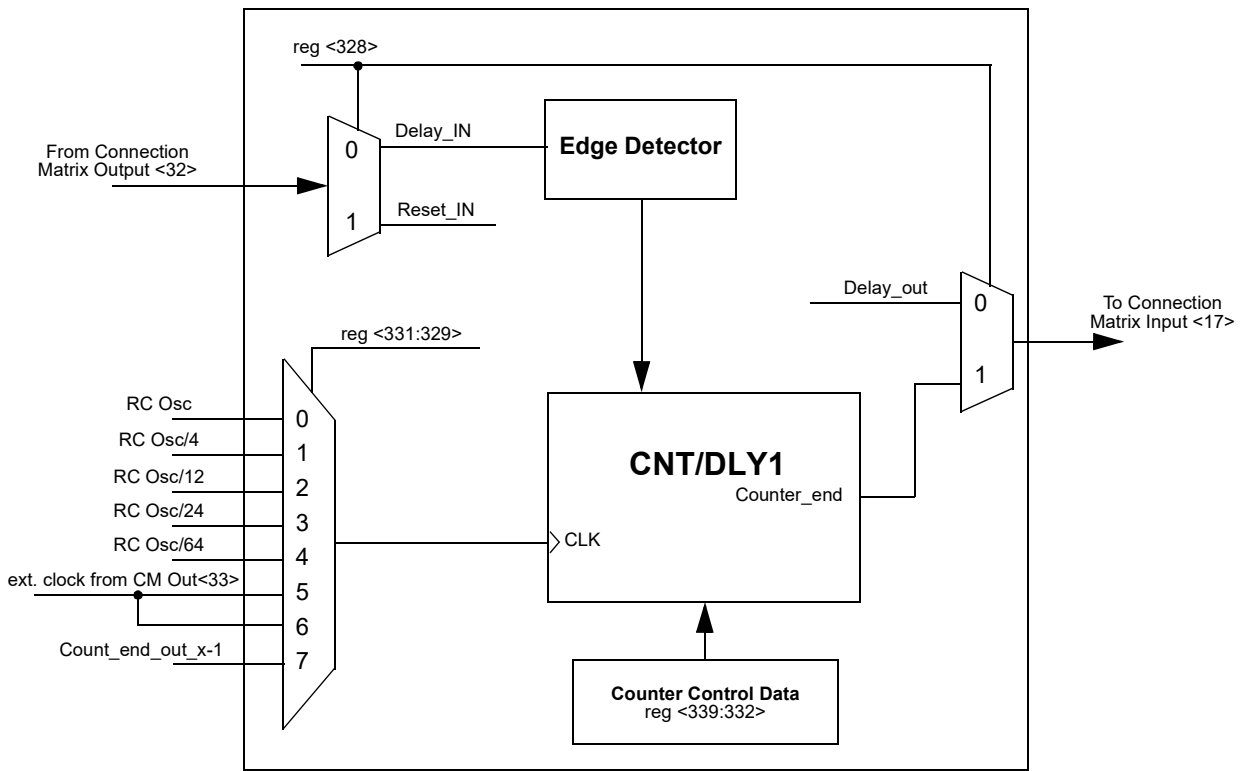 reg <328>
From Connection
Matrix Output <32>
0
Delay_IN
Edge Detector
1
Reset_IN
Delay_out
0
To Connection
Matrix Input <17>
1
reg <331:329>
RC Osc
0
RC Osc/4
1
RC Osc/12
2
RC Osc/24
3
RC Osc/64
4
ext. clock from CM Out<33>
5
6
Count_end_out_x-1
7
CNT/DLY1
Counter_end
CLK
Counter Control Data
reg <339:332>